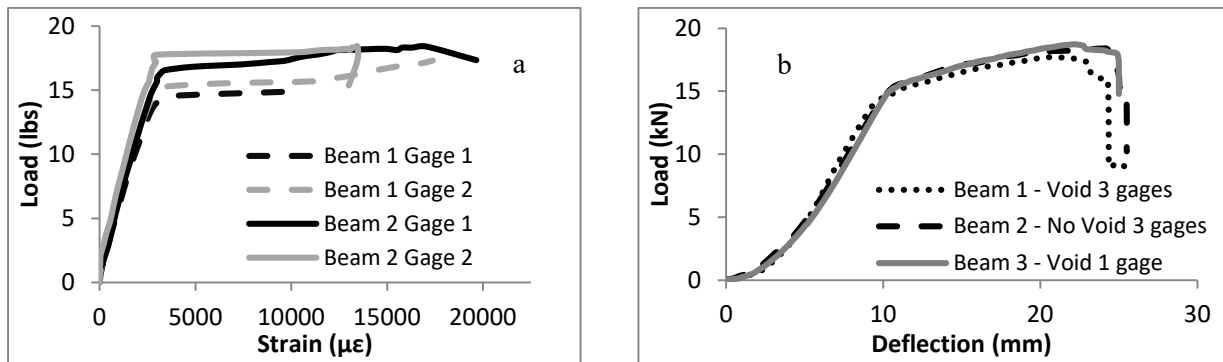 20
15
10
5
0
Load (lbs)
a
Beam 1 Gage 1
Beam 1 Gage 2
Beam 2 Gage 1
Beam 2 Gage 2
0 5000 10000 15000 20000
Strain (µε)
20
15
10
5
0
Load (kN)
b
Beam 1 - Void 3 gages
Beam 2 - No Void 3 gages
Beam 3 - Void 1 gage
0 10 20 30
Deflection (mm)